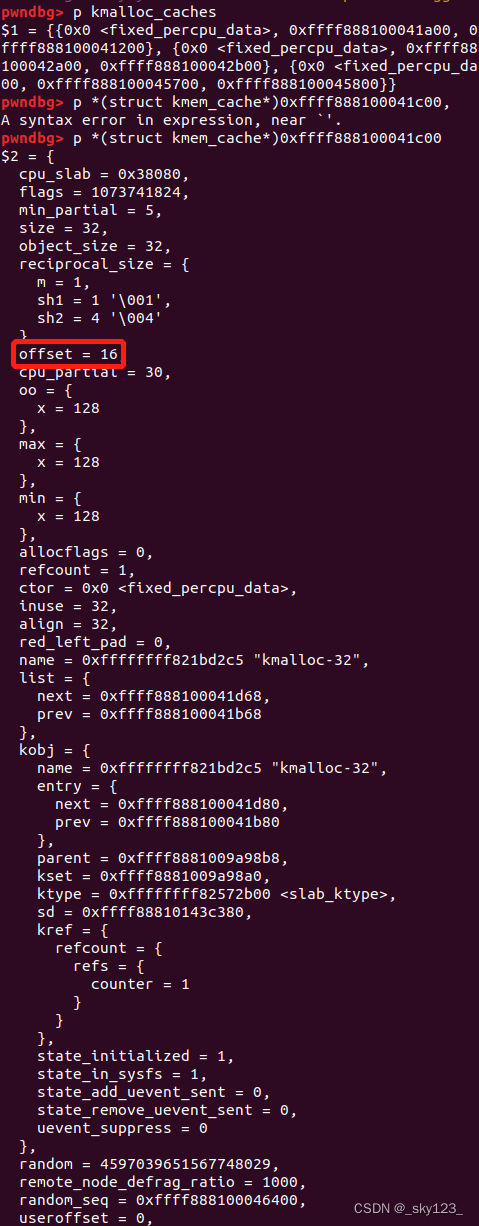 pwndbg> p kmalloc_caches
$1 = {{0x0 <fixed_percpu_data>, 0xffff888100041a00, 0
ffff888100041200}, {0x0 <fixed_percpu_data>, 0xffff88
100042a00, 0xffff888100042b00}, {0x0 <fixed_percpu_da
00, 0xffff888100045700, 0xffff888100045800}}
pwndbg> p *(struct kmem_cache*)0xffff888100041c00,
A syntax error in expression, near `'.
pwndbg> p *(struct kmem_cache*)0xffff888100041c00
$2 = {
  cpu_slab = 0x38080,
  flags = 1073741824,
  min_partial = 5,
  size = 32,
  object_size = 32,
  reciprocal_size = {
    m = 1,
    sh1 = 1 '\001',
    sh2 = 4 '\004'
  }
  offset = 16
  cpu_partial = 30,
  oo = {
    x = 128
  },
  max = {
    x = 128
  },
  min = {
    x = 128
  },
  allocflags = 0,
  refcount = 1,
  ctor = 0x0 <fixed_percpu_data>,
  inuse = 32,
  align = 32,
  red_left_pad = 0,
  name = 0xffffffff821bd2c5 "kmalloc-32",
  list = {
    next = 0xffff888100041d68,
    prev = 0xffff888100041b68
  },
  kobj = {
    name = 0xffffffff821bd2c5 "kmalloc-32",
    entry = {
      next = 0xffff888100041d80,
      prev = 0xffff888100041b80
    },
    parent = 0xffff8881009a98b8,
    kset = 0xffff8881009a98a0,
    ktype = 0xffffffff82572b00 <slab_ktype>,
    sd = 0xffff88810143c380,
    kref = {
      refcount = {
        refs = {
          counter = 1
        }
      }
    },
    state_initialized = 1,
    state_in_sysfs = 1,
    state_add_uevent_sent = 0,
    state_remove_uevent_sent = 0,
    uevent_suppress = 0
  },
  random = 4597039651567748029,
  remote_node_defrag_ratio = 1000,
  random_seq = 0xffff888100046400,
  useroffset = 0,
CSDN @_sky123_